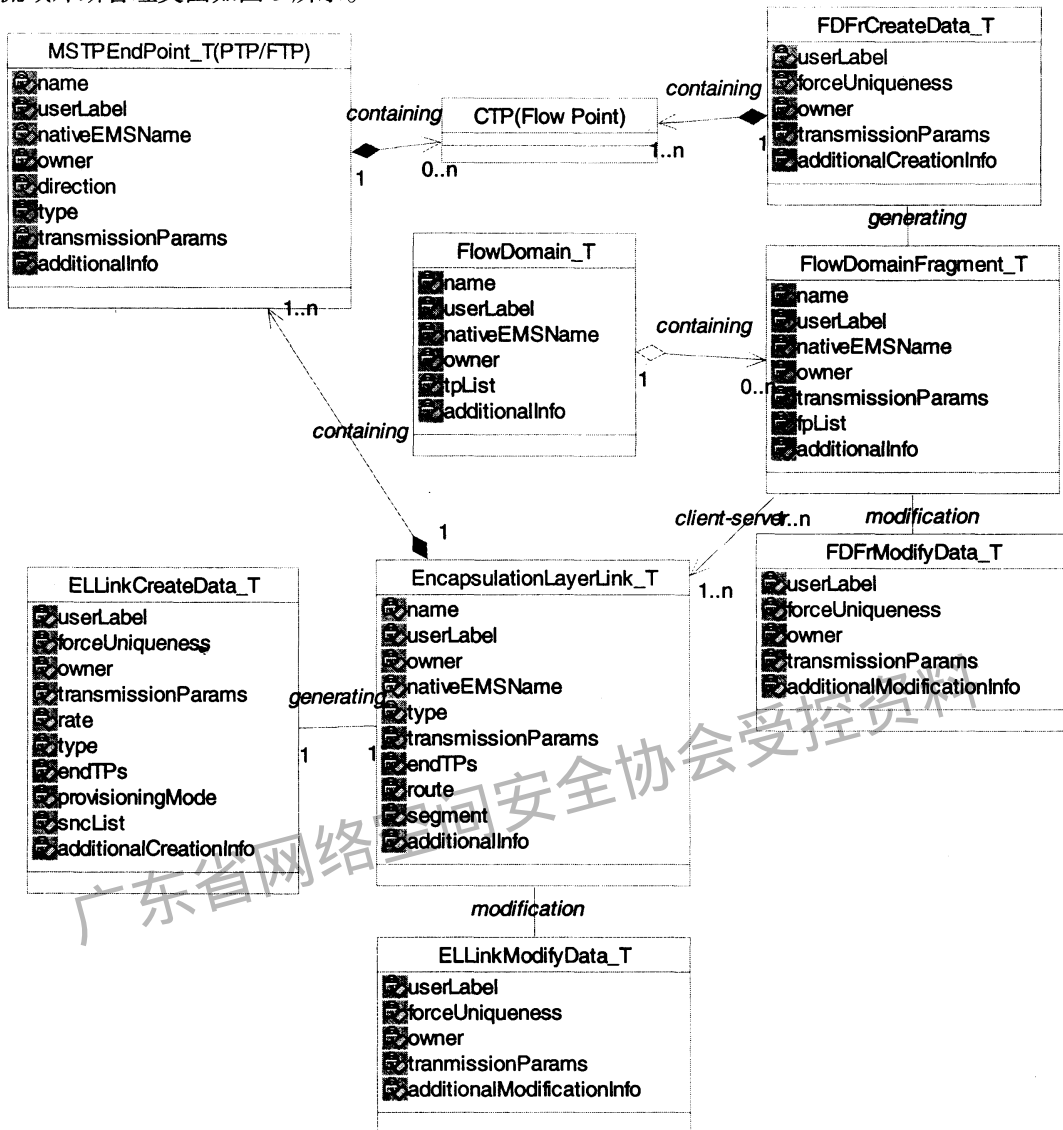 MSTPEndPoint_T(PTP/FTP)
name
userLabel
nativeEMSName
owner
direction
type
transmissionParams
additionalInfo
containing
1
0..n
CTP(Flow Point)
containing
1..n
1
FDFrCreateData_T
userLabel
forceUniqueness
owner
transmissionParams
additionalCreationInfo
generating
FlowDomain_T
name
userLabel
nativeEMSName
owner
tpList
additionalInfo
containing
1
0..n
FlowDomainFragment_T
name
userLabel
nativeEMSName
owner
transmissionParams
fpList
additionalInfo
1..n
containing
1
client-server
1..n
1..n
modification
FDFrModifyData_T
userLabel
forceUniqueness
owner
transmissionParams
additionalModificationInfo
ELLinkCreateData_T
userLabel
forceUniqueness
owner
transmissionParams
rate
type
endTPs
provisioningMode
sncList
additionalCreationInfo
generating
1
1
EncapsulationLayerLink_T
name
userLabel
owner
nativeEMSName
type
transmissionParams
endTPs
route
segment
additionalInfo
modification
ELLinkModifyData_T
userLabel
forceUniqueness
owner
tranmissionParams
additionalModificationInfo
广东省网络空间安全协会受控资料